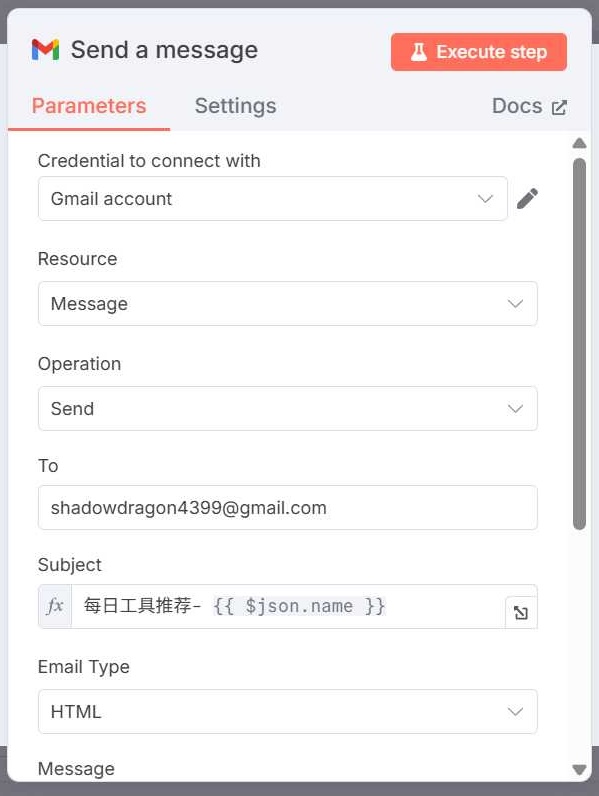 Send a message
Execute step
Parameters Settings Docs
Credential to connect with
Gmail account
Resource
Message
Operation
Send
To
shadowdragon4399@gmail.com
Subject
fx 每日工具推荐- {{ $json.name }}
Email Type
HTML
Message